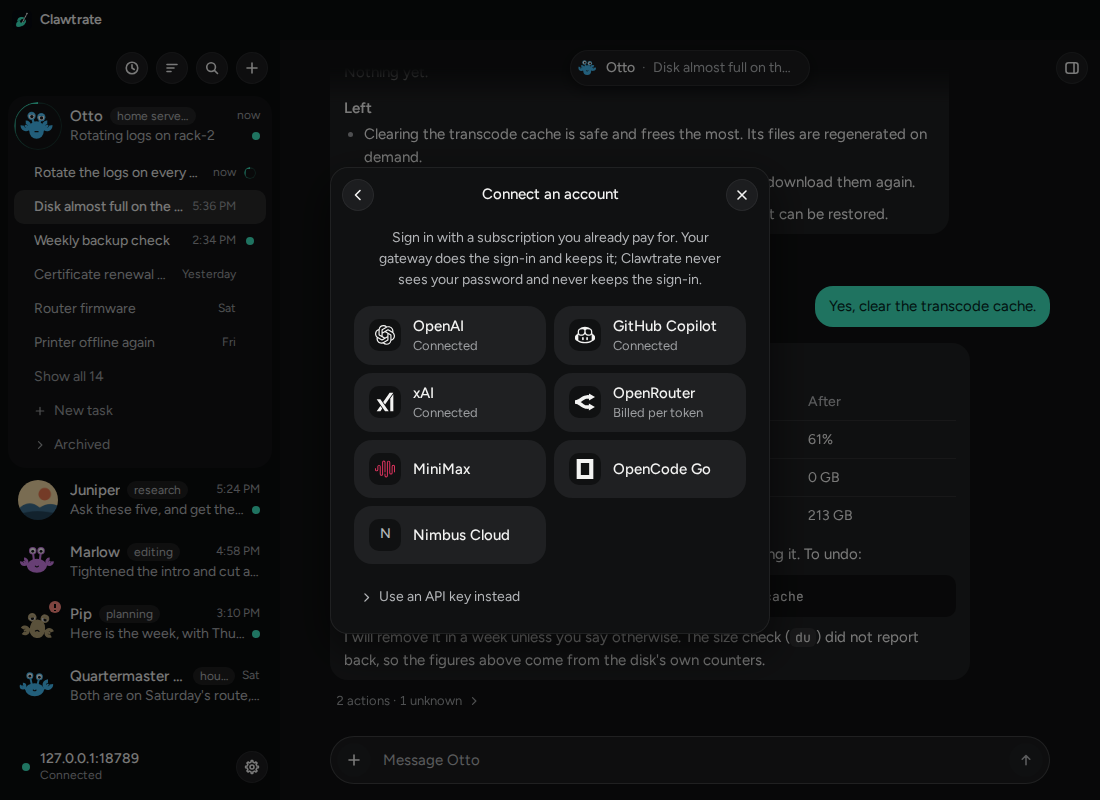 Clawtrate
Otto
home serve...
now
Rotating logs on rack-2
Rotate the logs on every ...
now
Disk almost full on the ...
5:36 PM
Weekly backup check
2:34 PM
Certificate renewal ...
Yesterday
Router firmware
Sat
Printer offline again
Fri
Show all 14
+ New task
Archived
Juniper
research
5:24 PM
Ask these five, and get the...
Marlow
editing
4:58 PM
Tightened the intro and cut a...
Pip
planning
3:10 PM
Here is the week, with Thu...
Quartermaster ...
hou...
Sat
Both are on Saturday's route,...
127.0.0.1:18789
Connected
Otto · Disk almost full on th...
Nothing yet.
Left
• Clearing the transcode cache is safe and frees the most. Its files are regenerated on
demand.
download them again.
t can be restored.
Yes, clear the transcode cache.
After
61%
0 GB
213 GB
ng it. To undo:
cache
I will remove it in a week unless you say otherwise. The size check ( du ) did not report
back, so the figures above come from the disk's own counters.
2 actions · 1 unknown
Message Otto
Connect an account
Sign in with a subscription you already pay for. Your
gateway does the sign-in and keeps it; Clawtrate never
sees your password and never keeps the sign-in.
OpenAI
Connected
GitHub Copilot
Connected
xAI
Connected
OpenRouter
Billed per token
MiniMax
OpenCode Go
N
Nimbus Cloud
Use an API key instead